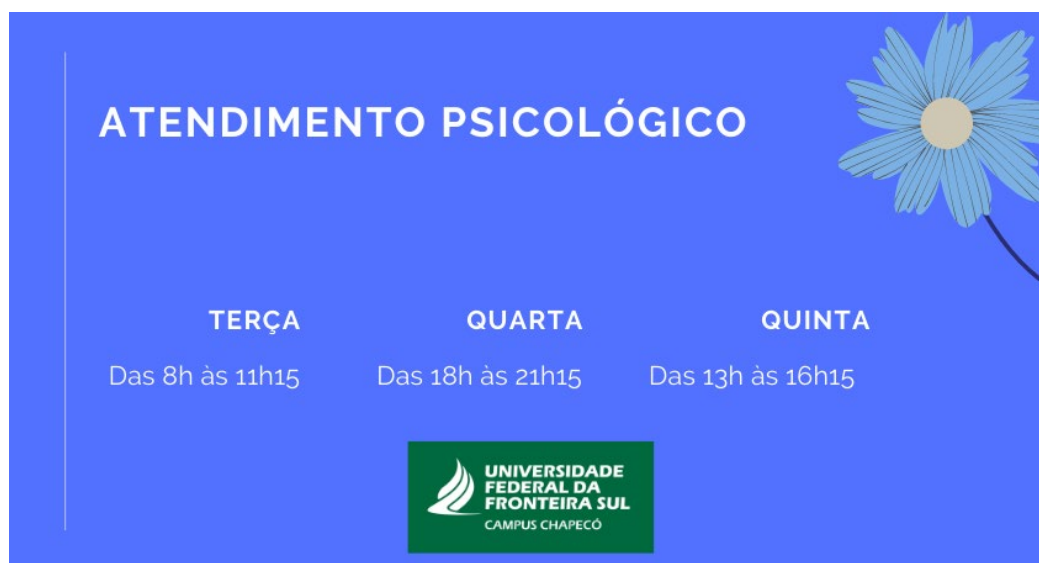 ATENDIMENTO PSICOLÓGICO
TERÇA QUARTA QUINTA
Das 8h às 11h15 Das 18h às 21h15 Das 13h às 16h15
UNIVERSIDADE
FEDERAL DA
FRONTEIRA SUL
CAMPUS CHAPECÓ